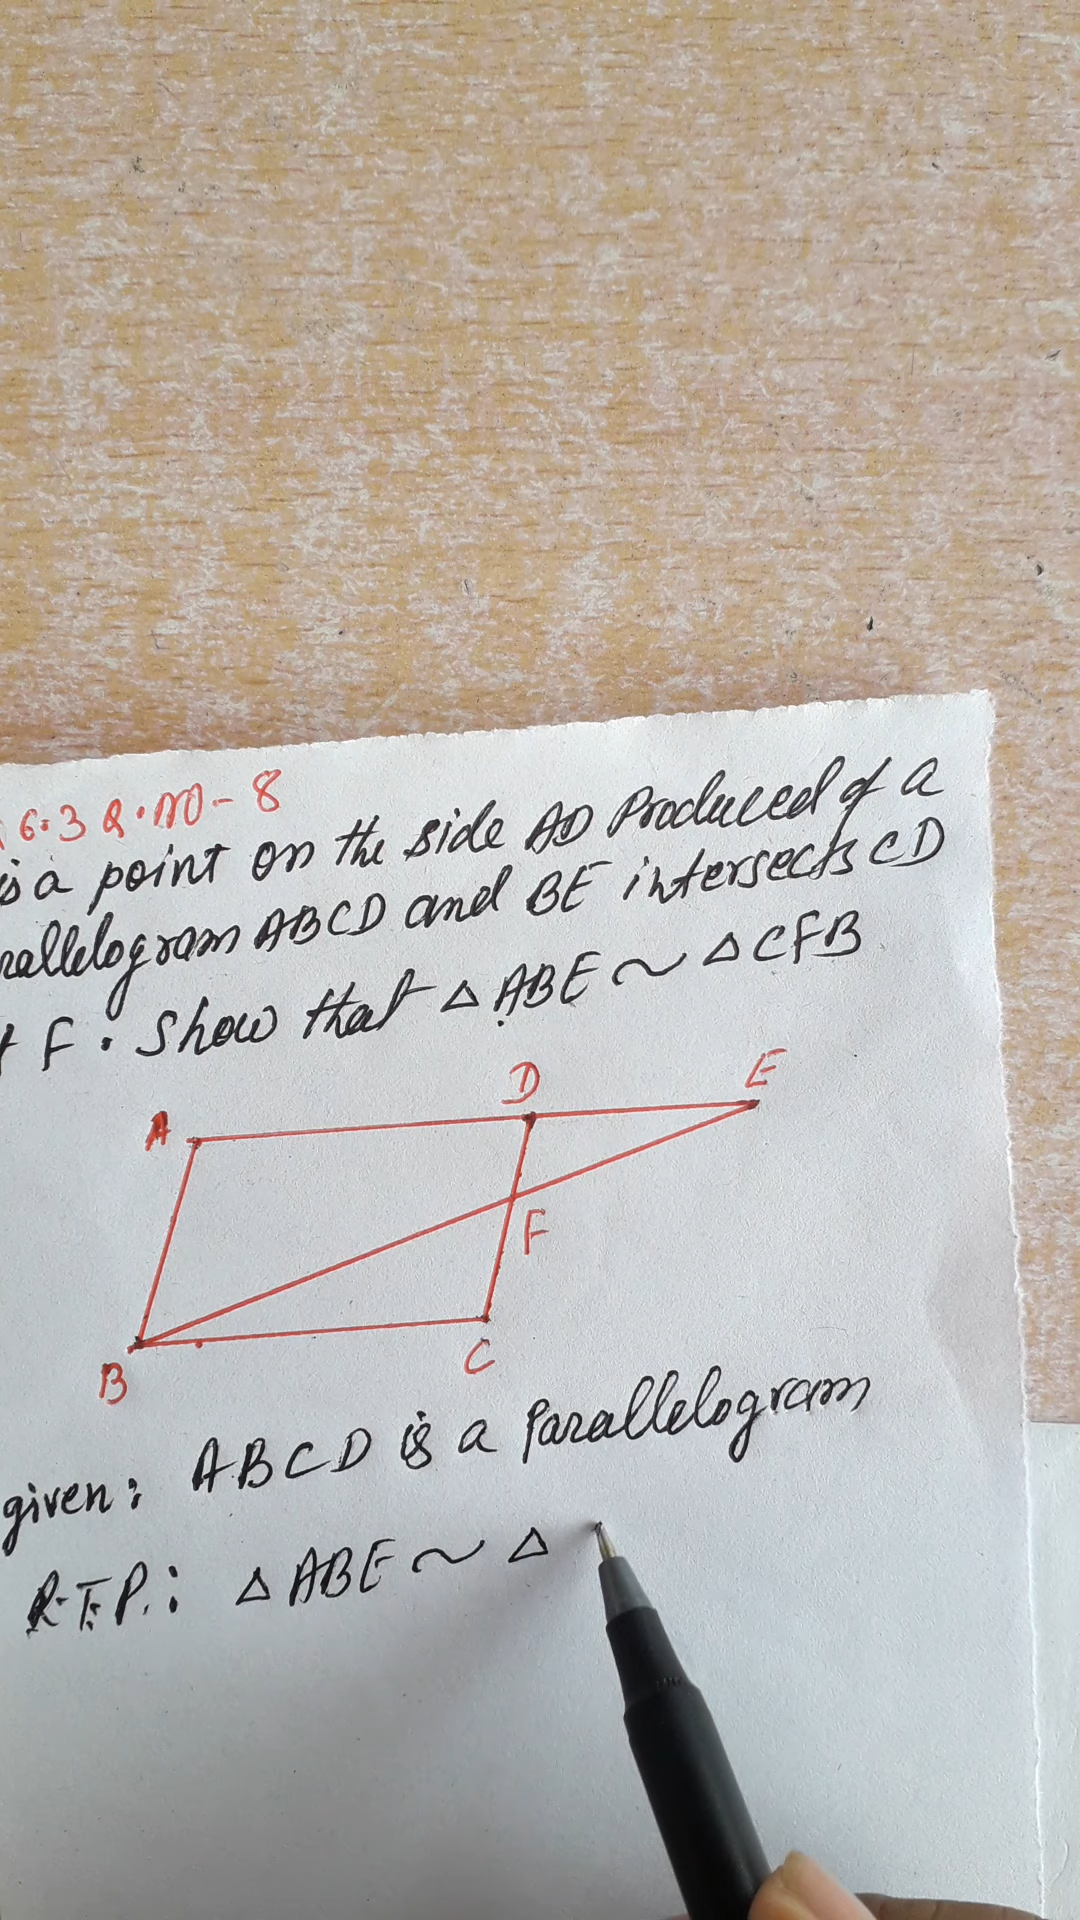 6.3 Q.NO-8
is a point on the side AD Produced of a
rallelogram ABCD and BE intersects CD
F. Show that △ABE ~ △CFB
D E
A
F
B C
given: ABCD is a Parallelogram
R.T.P.: △ABE ~ △